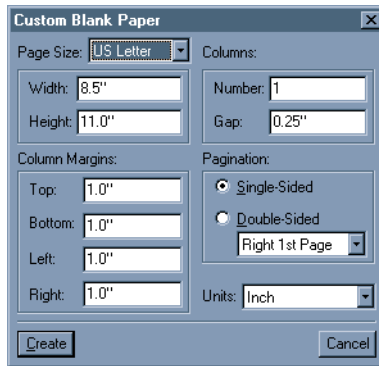 Custom Blank Paper
Page Size: US Letter
Columns:
Width: 8.5"
Height: 11.0"
Number: 1
Gap: 0.25"
Column Margins:
Top: 1.0"
Bottom: 1.0"
Left: 1.0"
Right: 1.0"
Pagination:
Single-Sided
Double-Sided
Right 1st Page
Units: Inch
Create
Cancel